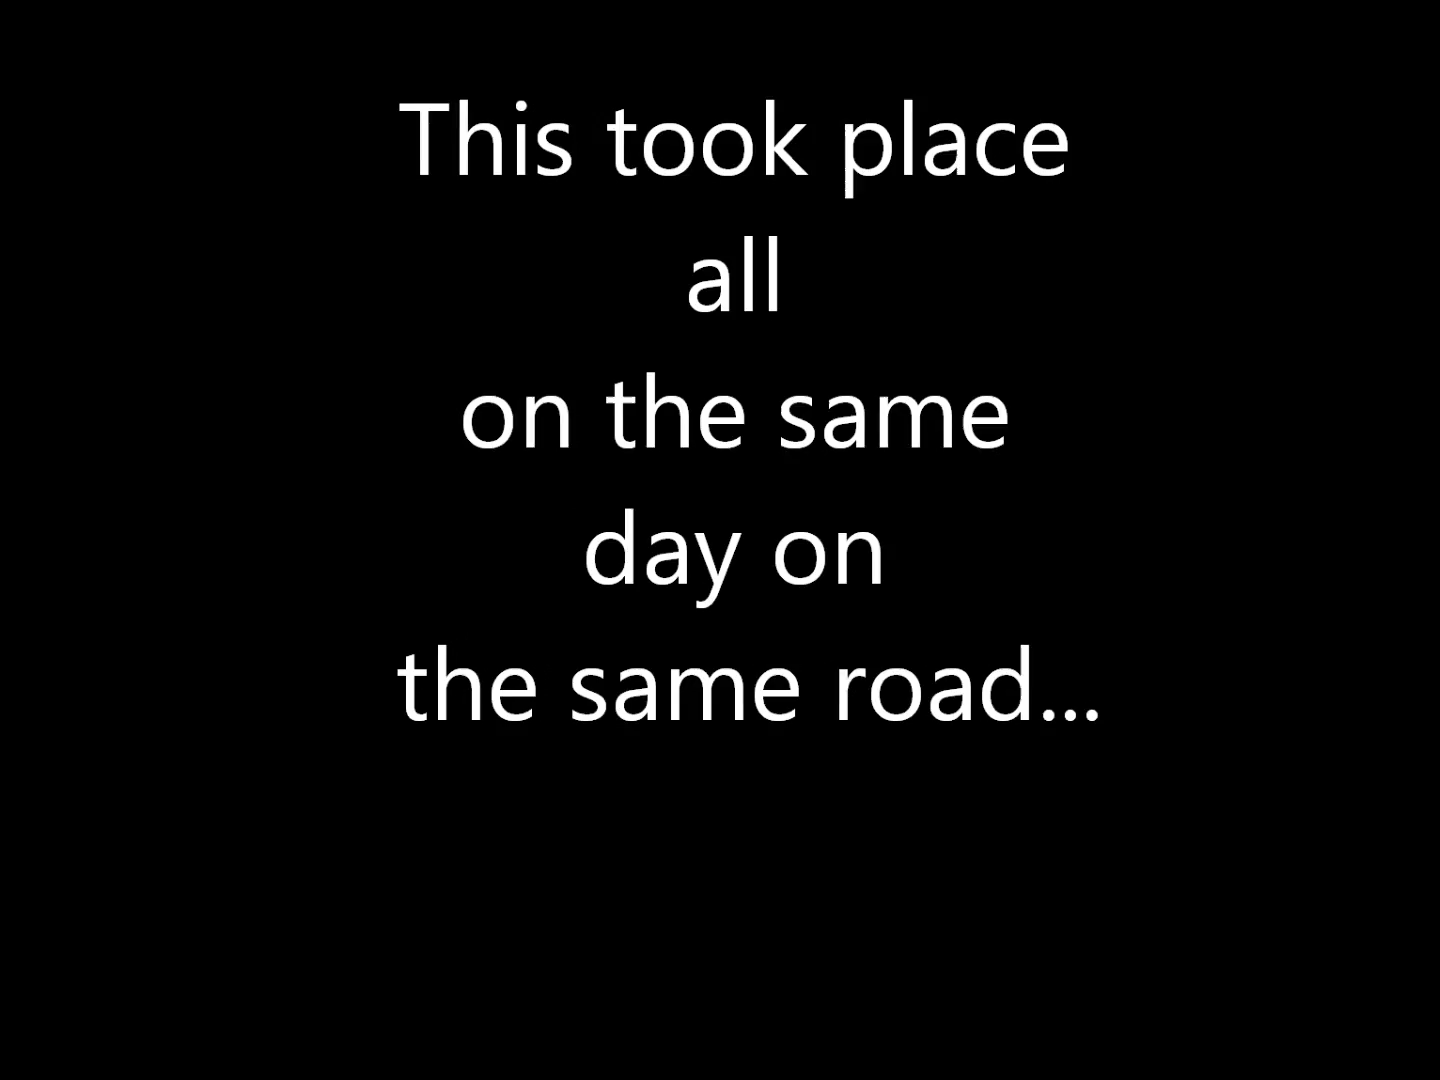 This took place
all
on the same
day on
the same road...